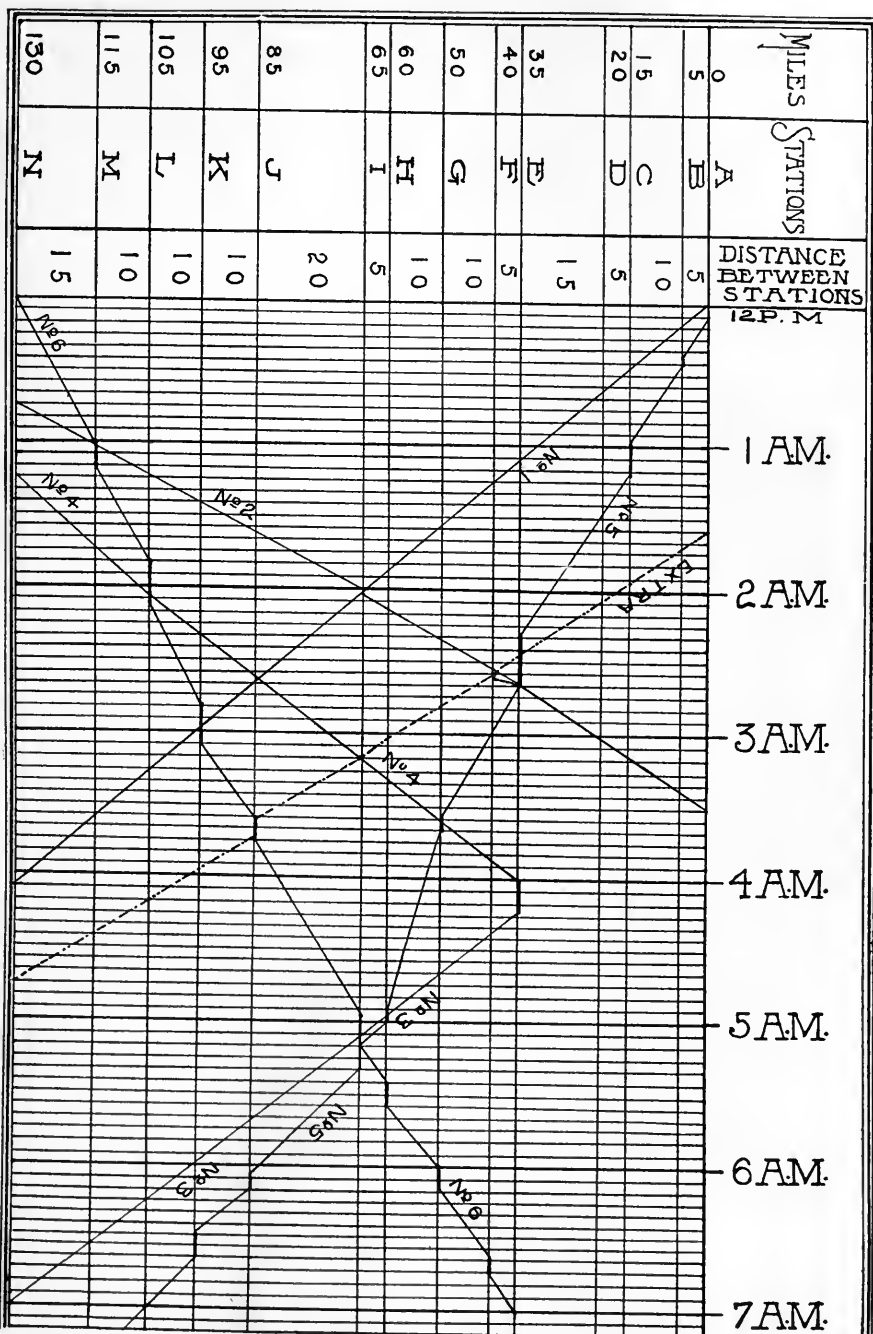 MILES
0
5
15
20
35
40
50
60
65
85
95
105
115
130
STATIONS
A
B
C
D
E
F
G
H
I
J
K
L
M
N
DISTANCE
BETWEEN
STATIONS
5
10
5
15
5
10
10
5
20
10
10
10
15
12 P. M
1 A.M.
2 A.M.
3 A.M.
4 A.M.
5 A.M.
6 A.M.
7 A.M.
No 6
No 4
No 2
No 1
No 5
EXTRA
No 4
No 3
No 5
No 3
No 6